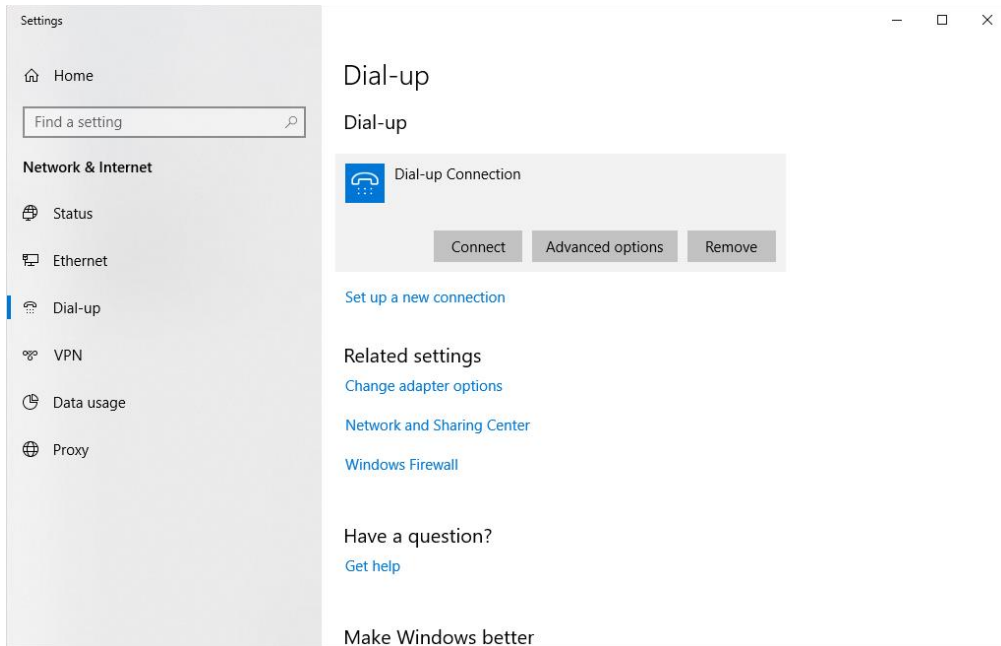 Settings
Home
Find a setting
Network & Internet
Status
Ethernet
Dial-up
VPN
Data usage
Proxy
Dial-up
Dial-up
Dial-up Connection
Connect Advanced options Remove
Set up a new connection
Related settings
Change adapter options
Network and Sharing Center
Windows Firewall
Have a question?
Get help
Make Windows better